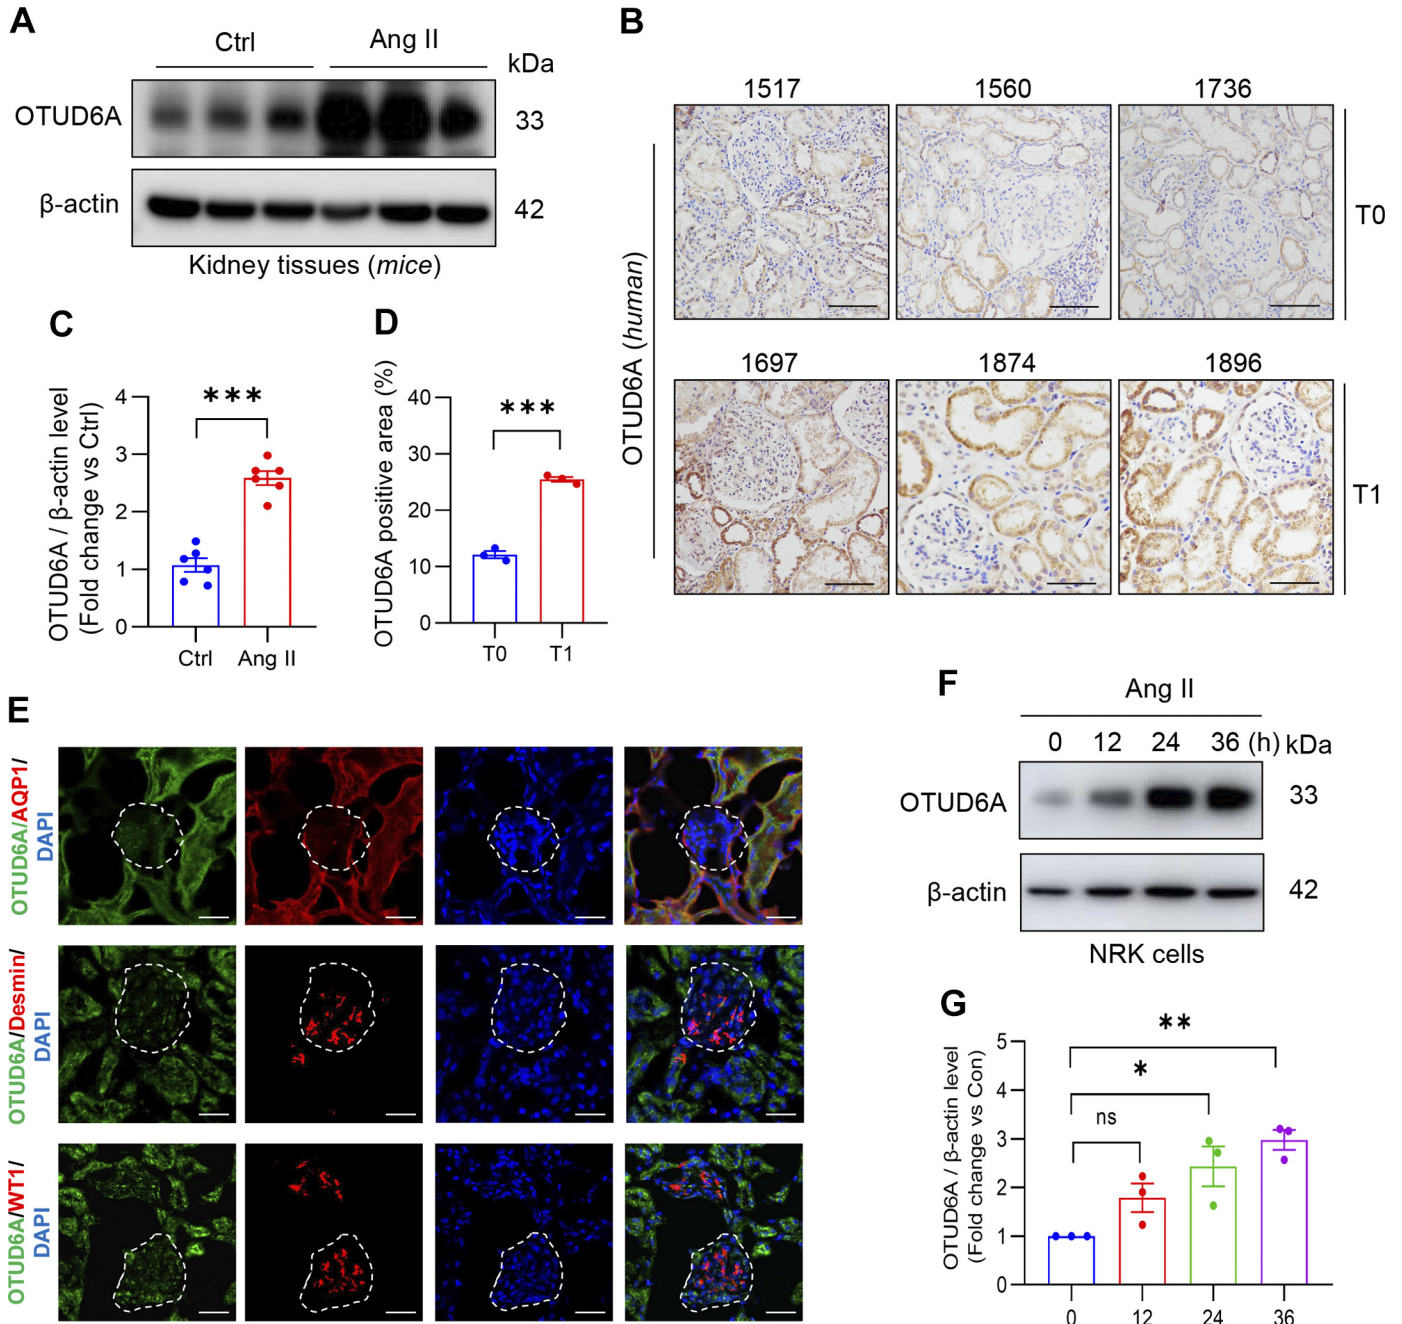 A
Ctrl
Ang II
kDa
OTUD6A
33
β-actin
42
Kidney tissues (mice)
B
1517
1560
1736
T0
OTUD6A (human)
1697
1874
1896
T1
C
OTUD6A / β-actin level
(Fold change vs Ctrl)
4
3
2
1
0
***
Ctrl
Ang II
D
OTUD6A positive area (%)
40
30
20
10
0
***
T0
T1
E
OTUD6A/AQP1/
DAPI
OTUD6A/Desmin/
DAPI
OTUD6A/WT1/
DAPI
F
Ang II
0 12 24 36 (h) kDa
OTUD6A
33
β-actin
42
NRK cells
G
OTUD6A / β-actin level
(Fold change vs Con)
5
4
3
2
1
0
**
*
ns
0
12
24
36